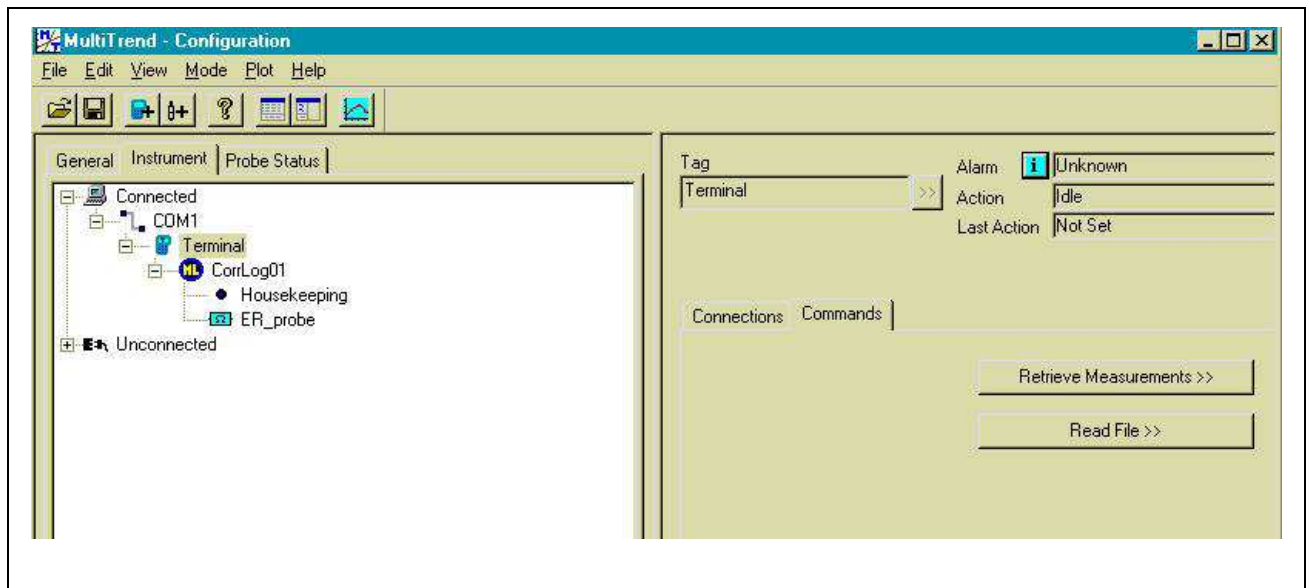 MultiTrend - Configuration
File Edit View Mode Plot Help
General Instrument Probe Status
Connected
COM1
Terminal
ML CorrLog01
Housekeeping
Ω ER_probe
Unconnected
Tag
Terminal >>
Alarm i Unknown
Action Idle
Last Action Not Set
Connections Commands
Retrieve Measurements >>
Read File >>